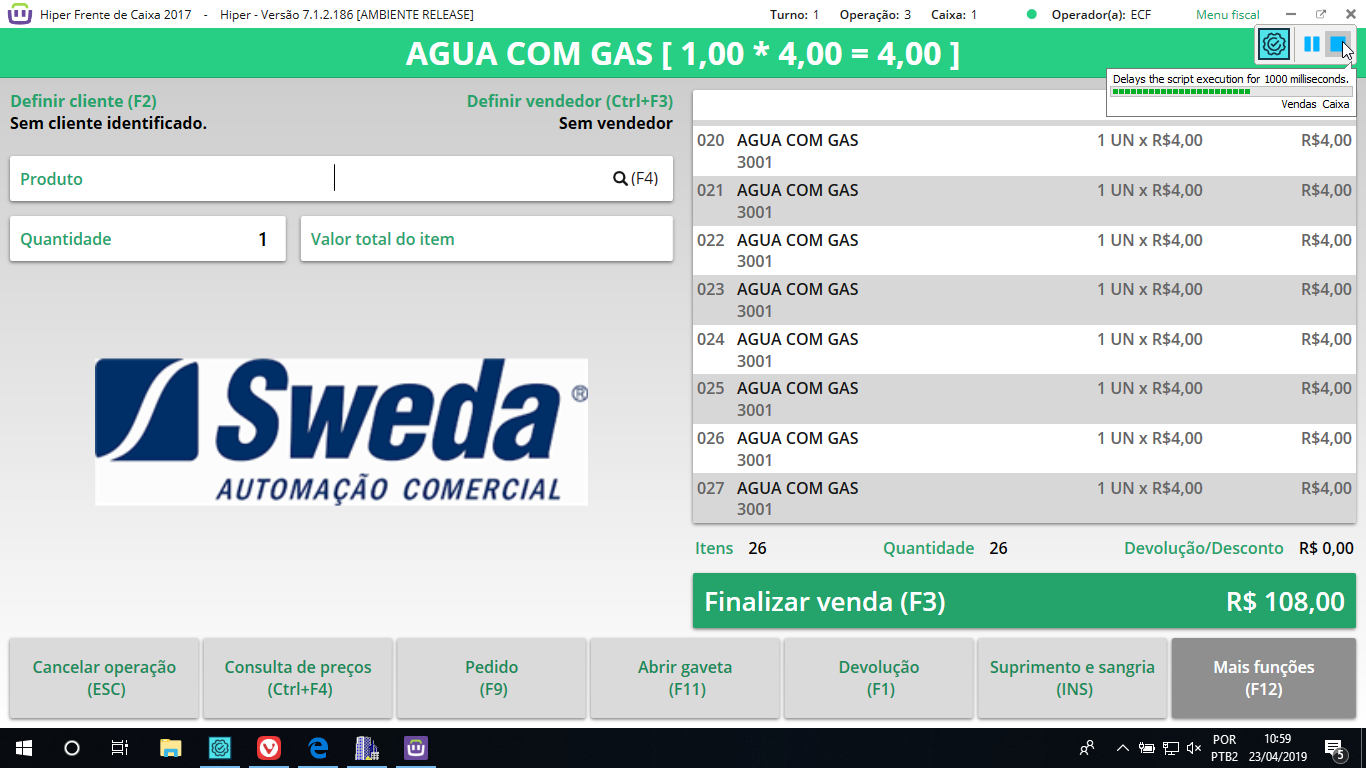 Hiper Frente de Caixa 2017 - Hiper - Versão 7.1.2.186 [AMBIENTE RELEASE] Turno: 1 Operação: 3 Caixa: 1 Operador(a): ECF Menu fiscal
AGUA COM GAS [ 1,00 * 4,00 = 4,00 ]
Delays the script execution for 1000 milliseconds.
Vendas Caixa
Definir cliente (F2) Definir vendedor (Ctrl+F3)
Sem cliente identificado. Sem vendedor
Produto (F4)
Quantidade 1 Valor total do item
Sweda®
AUTOMAÇÃO COMERCIAL
020 AGUA COM GAS 1 UN x R$4,00 R$4,00
3001
021 AGUA COM GAS 1 UN x R$4,00 R$4,00
3001
022 AGUA COM GAS 1 UN x R$4,00 R$4,00
3001
023 AGUA COM GAS 1 UN x R$4,00 R$4,00
3001
024 AGUA COM GAS 1 UN x R$4,00 R$4,00
3001
025 AGUA COM GAS 1 UN x R$4,00 R$4,00
3001
026 AGUA COM GAS 1 UN x R$4,00 R$4,00
3001
027 AGUA COM GAS 1 UN x R$4,00 R$4,00
3001
Itens 26 Quantidade 26 Devolução/Desconto R$ 0,00
Finalizar venda (F3) R$ 108,00
Cancelar operação (ESC)
Consulta de preços (Ctrl+F4)
Pedido (F9)
Abrir gaveta (F11)
Devolução (F1)
Suprimento e sangria (INS)
Mais funções (F12)
POR
PTB2
10:59
23/04/2019
5